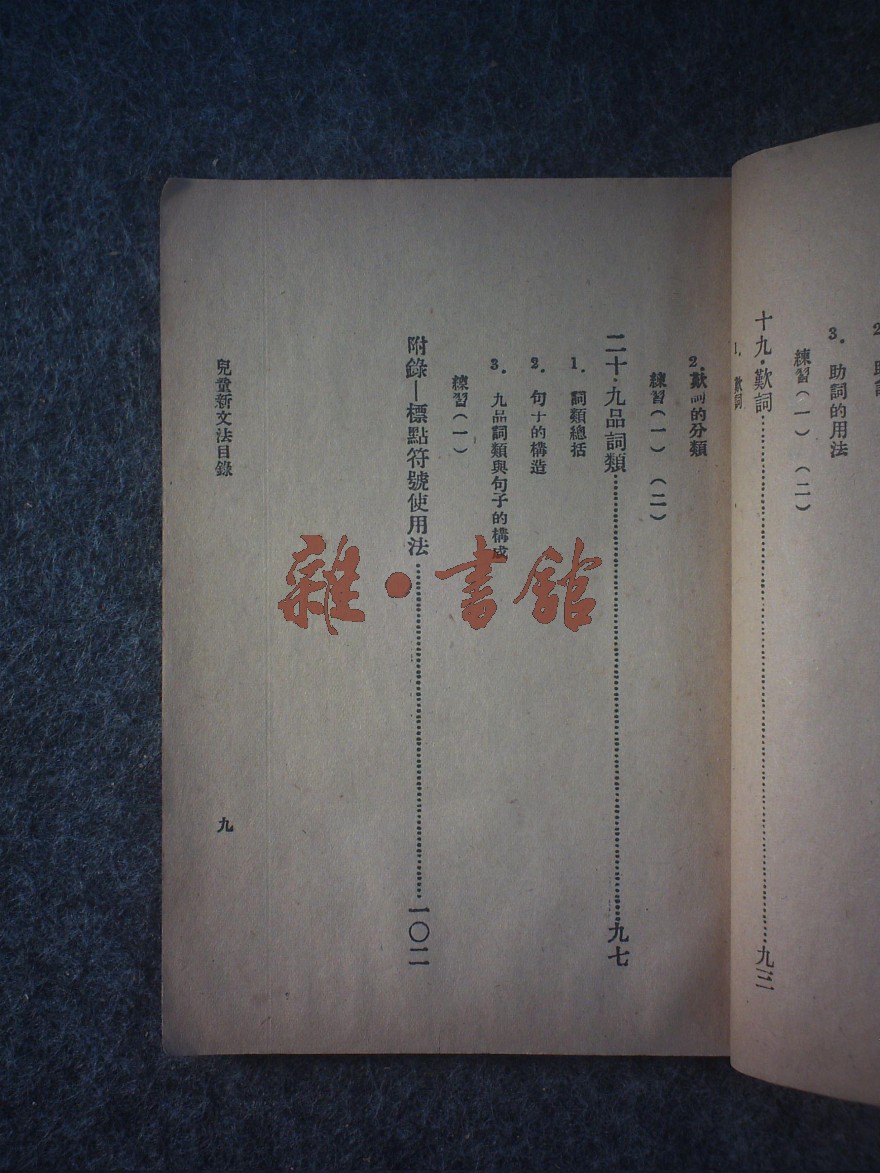 3. 助詞的用法
練習(一) (二)
十九·歎詞……………………九三
1. 歎詞
2. 歎詞的分類
練習(一) (二)
二十·九品詞類……………………九七
1. 詞類總括
2. 句子的構造
3. 九品詞類與句子的構成
練習(一)
附錄—標點符號使用法……………………一〇二
兒童新文法目錄
九
雜·書館